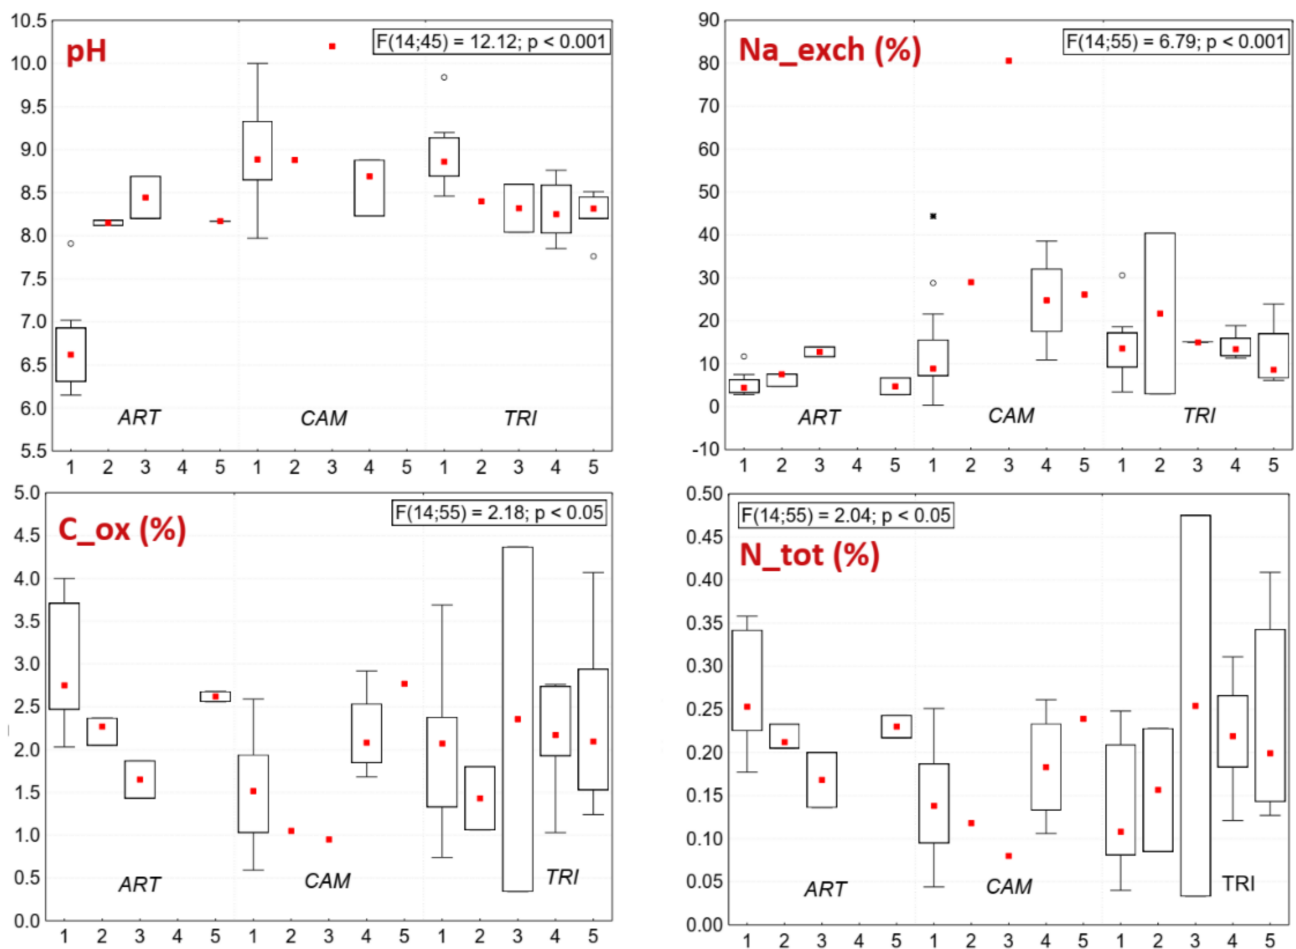 pH
F(14;45) = 12.12; p < 0.001
10.5
10.0
9.5
9.0
8.5
8.0
7.5
7.0
6.5
6.0
5.5
ART
CAM
TRI
1 2 3 4 5 1 2 3 4 5 1 2 3 4 5
Na_exch (%)
F(14;55) = 6.79; p < 0.001
90
80
70
60
50
40
30
20
10
0
-10
ART
CAM
TRI
1 2 3 4 5 1 2 3 4 5 1 2 3 4 5
C_ox (%)
F(14;55) = 2.18; p < 0.05
5.0
4.5
4.0
3.5
3.0
2.5
2.0
1.5
1.0
0.5
0.0
ART
CAM
TRI
1 2 3 4 5 1 2 3 4 5 1 2 3 4 5
F(14;55) = 2.04; p < 0.05
N_tot (%)
0.50
0.45
0.40
0.35
0.30
0.25
0.20
0.15
0.10
0.05
0.00
ART
CAM
TRI
1 2 3 4 5 1 2 3 4 5 1 2 3 4 5